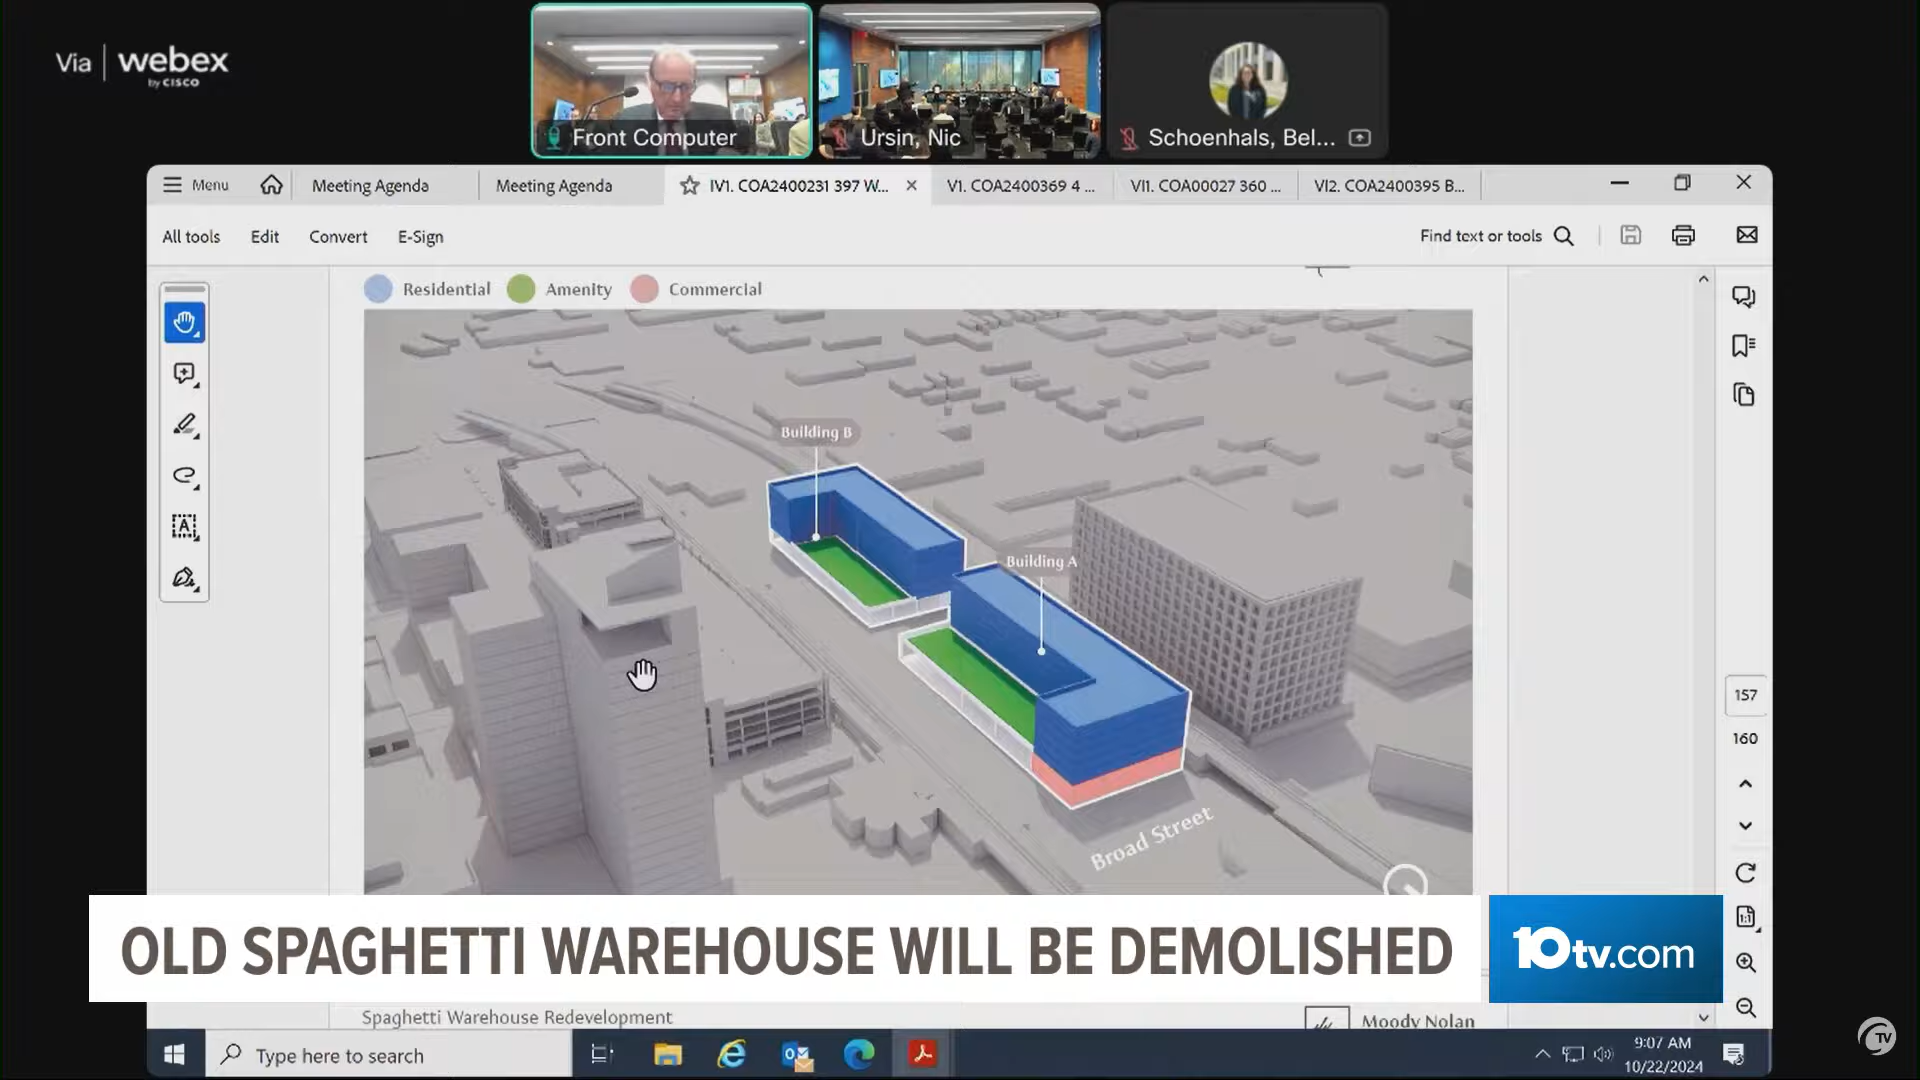 Via webex
by CISCO
Front Computer
Ursin, Nic
Schoenhals, Bel...
Menu
Meeting Agenda
Meeting Agenda
IV1. COA2400231 397 W...
V1. COA2400369 4 ...
VII1. COA00027 360 ...
VI2. COA2400395 B...
All tools
Edit
Convert
E-Sign
Find text or tools
Residential
Amenity
Commercial
Building B
Building A
Broad Street
157
160
OLD SPAGHETTI WAREHOUSE WILL BE DEMOLISHED
10tv.com
Spaghetti Warehouse Redevelopment
Moody Nolan
Type here to search
9:07 AM
10/22/2024
TV